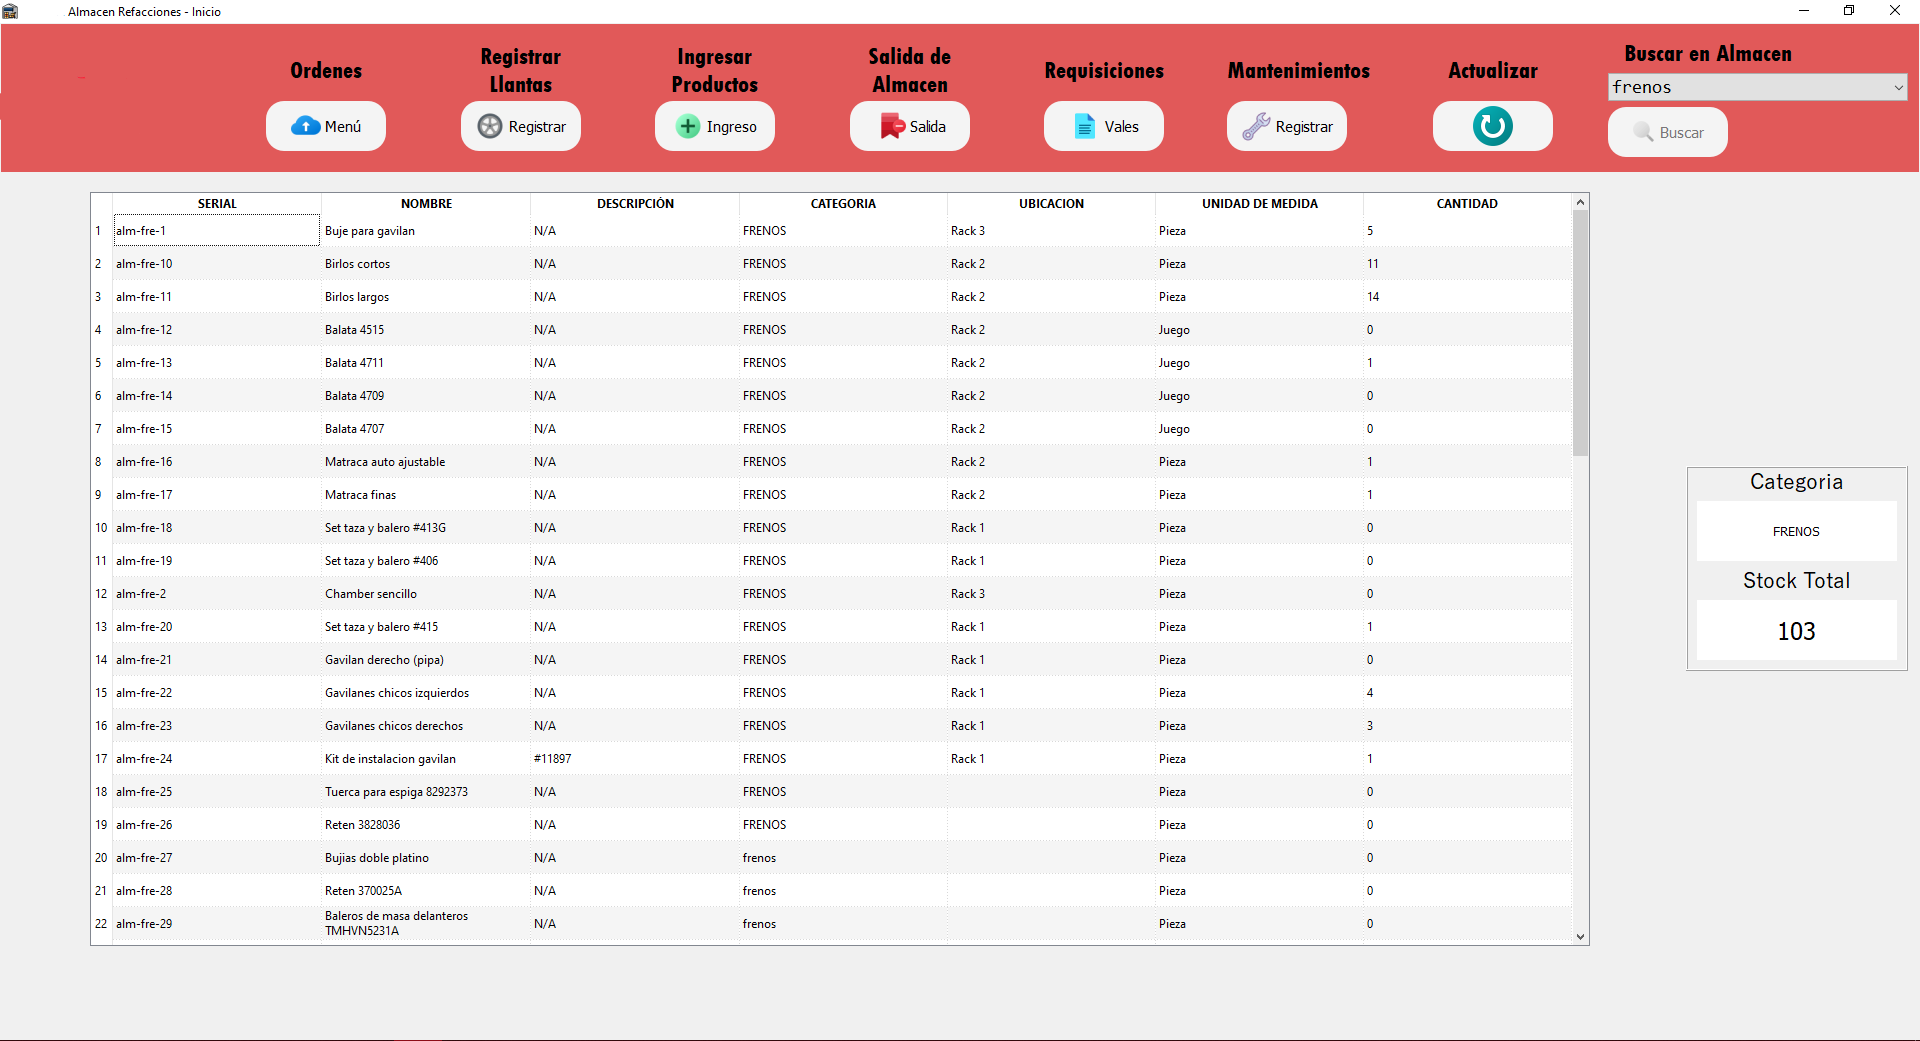 Almacen Refacciones - Inicio
Ordenes
Menú
Registrar
Llantas
Registrar
Ingresar
Productos
Ingreso
Salida de
Almacen
Salida
Requisiciones
Vales
Mantenimientos
Registrar
Actualizar
Buscar en Almacen
frenos
Buscar
SERIAL NOMBRE DESCRIPCIÓN CATEGORIA UBICACION UNIDAD DE MEDIDA CANTIDAD
1 alm-fre-1 Buje para gavilan N/A FRENOS Rack 3 Pieza 5
2 alm-fre-10 Birlos cortos N/A FRENOS Rack 2 Pieza 11
3 alm-fre-11 Birlos largos N/A FRENOS Rack 2 Pieza 14
4 alm-fre-12 Balata 4515 N/A FRENOS Rack 2 Juego 0
5 alm-fre-13 Balata 4711 N/A FRENOS Rack 2 Juego 1
6 alm-fre-14 Balata 4709 N/A FRENOS Rack 2 Juego 0
7 alm-fre-15 Balata 4707 N/A FRENOS Rack 2 Juego 0
8 alm-fre-16 Matraca auto ajustable N/A FRENOS Rack 2 Pieza 1
9 alm-fre-17 Matraca finas N/A FRENOS Rack 2 Pieza 1
10 alm-fre-18 Set taza y balero #413G N/A FRENOS Rack 1 Pieza 0
11 alm-fre-19 Set taza y balero #406 N/A FRENOS Rack 1 Pieza 0
12 alm-fre-2 Chamber sencillo N/A FRENOS Rack 3 Pieza 0
13 alm-fre-20 Set taza y balero #415 N/A FRENOS Rack 1 Pieza 1
14 alm-fre-21 Gavilan derecho (pipa) N/A FRENOS Rack 1 Pieza 0
15 alm-fre-22 Gavilanes chicos izquierdos N/A FRENOS Rack 1 Pieza 4
16 alm-fre-23 Gavilanes chicos derechos N/A FRENOS Rack 1 Pieza 3
17 alm-fre-24 Kit de instalacion gavilan #11897 FRENOS Rack 1 Pieza 1
18 alm-fre-25 Tuerca para espiga 8292373 N/A FRENOS Pieza 0
19 alm-fre-26 Reten 3828036 N/A FRENOS Pieza 0
20 alm-fre-27 Bujias doble platino N/A frenos Pieza 0
21 alm-fre-28 Reten 370025A N/A frenos Pieza 0
22 alm-fre-29 Baleros de masa delanteros TMHVN5231A N/A frenos Pieza 0
Categoria
FRENOS
Stock Total
103